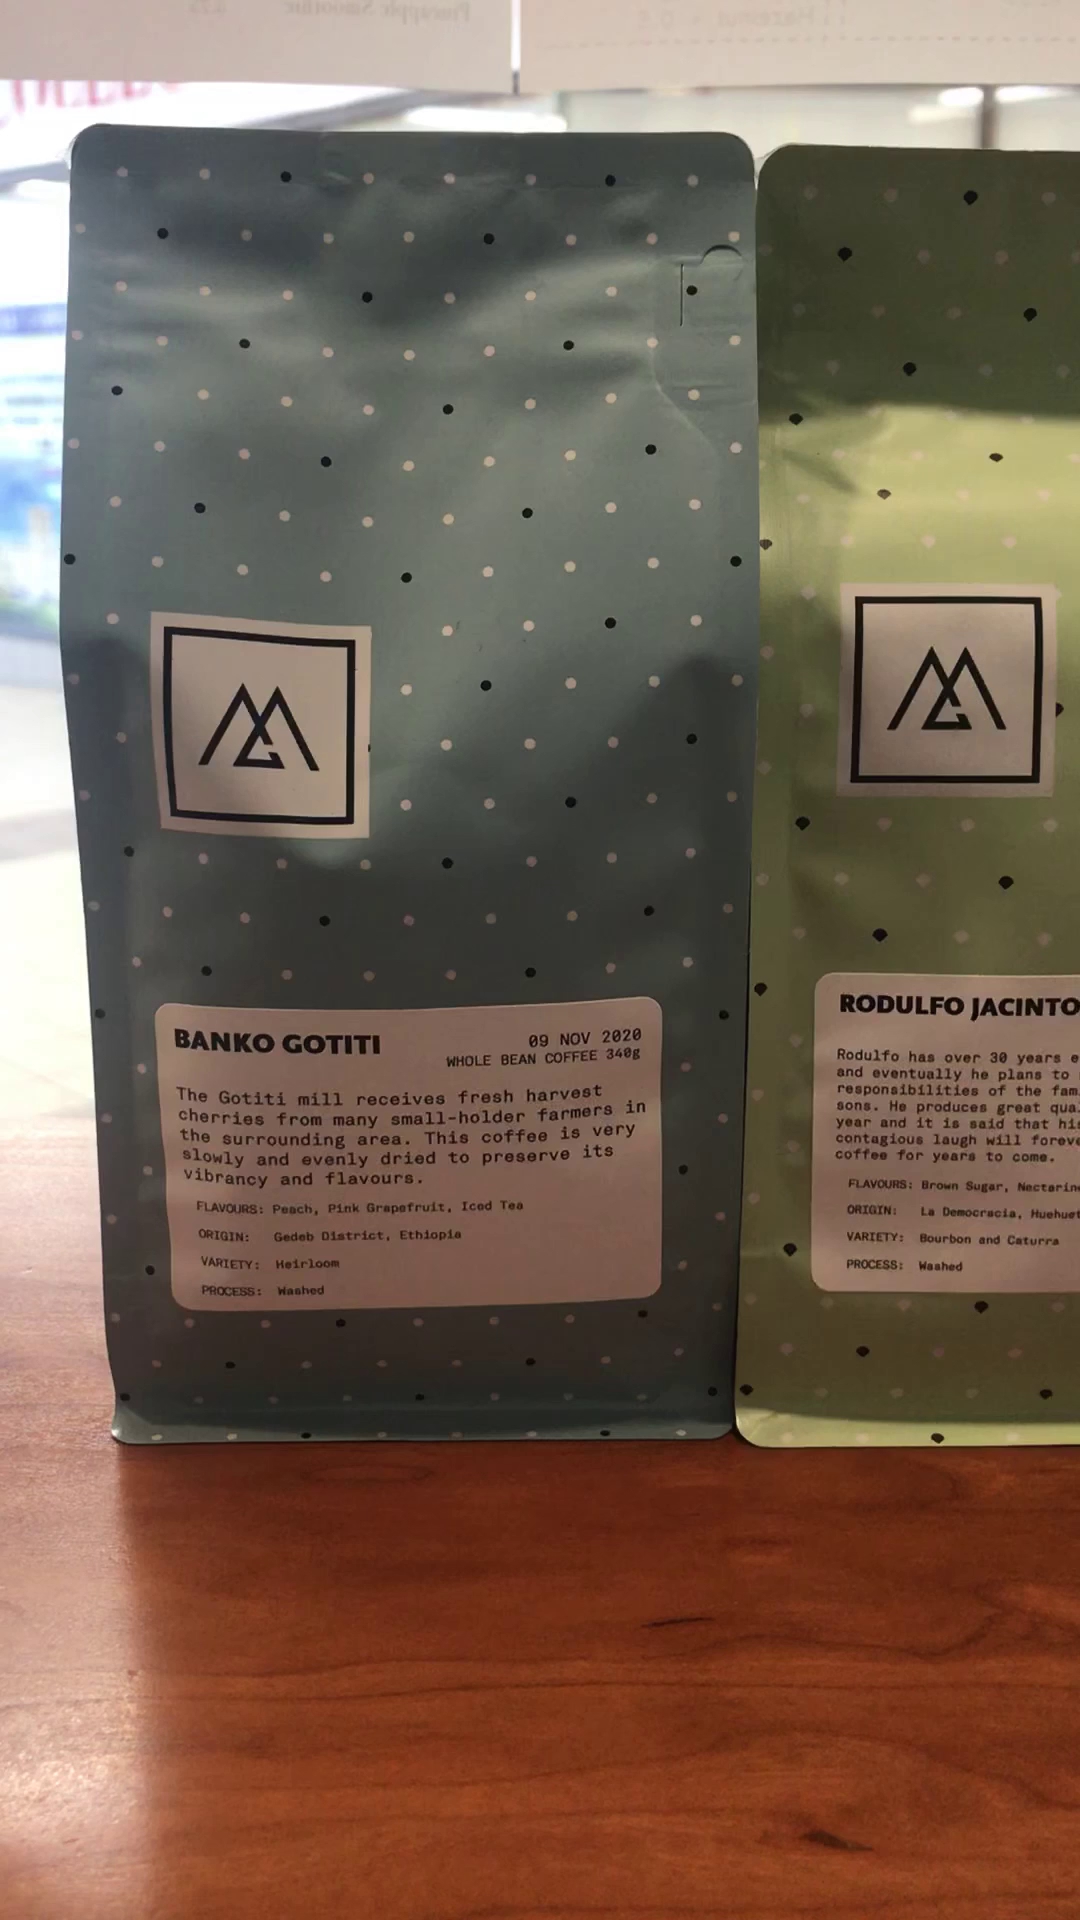 BANKO GOTITI
09 NOV 2020
WHOLE BEAN COFFEE 340g
The Gotiti mill receives fresh harvest
cherries from many small-holder farmers in
the surrounding area. This coffee is very
slowly and evenly dried to preserve its
vibrancy and flavours.
FLAVOURS: Peach, Pink Grapefruit, Iced Tea
ORIGIN: Gedeb District, Ethiopia
VARIETY: Heirloom
PROCESS: Washed
RODULFO JACINTO
Rodulfo has over 30 years
and eventually he plans to
responsibilities of the
sons. He produces great
year and it is said that his
contagious laugh will
coffee for years to come.
FLAVOURS: Brown Sugar,
ORIGIN: La Democracia,
VARIETY: Bourbon and Caturra
PROCESS: Washed